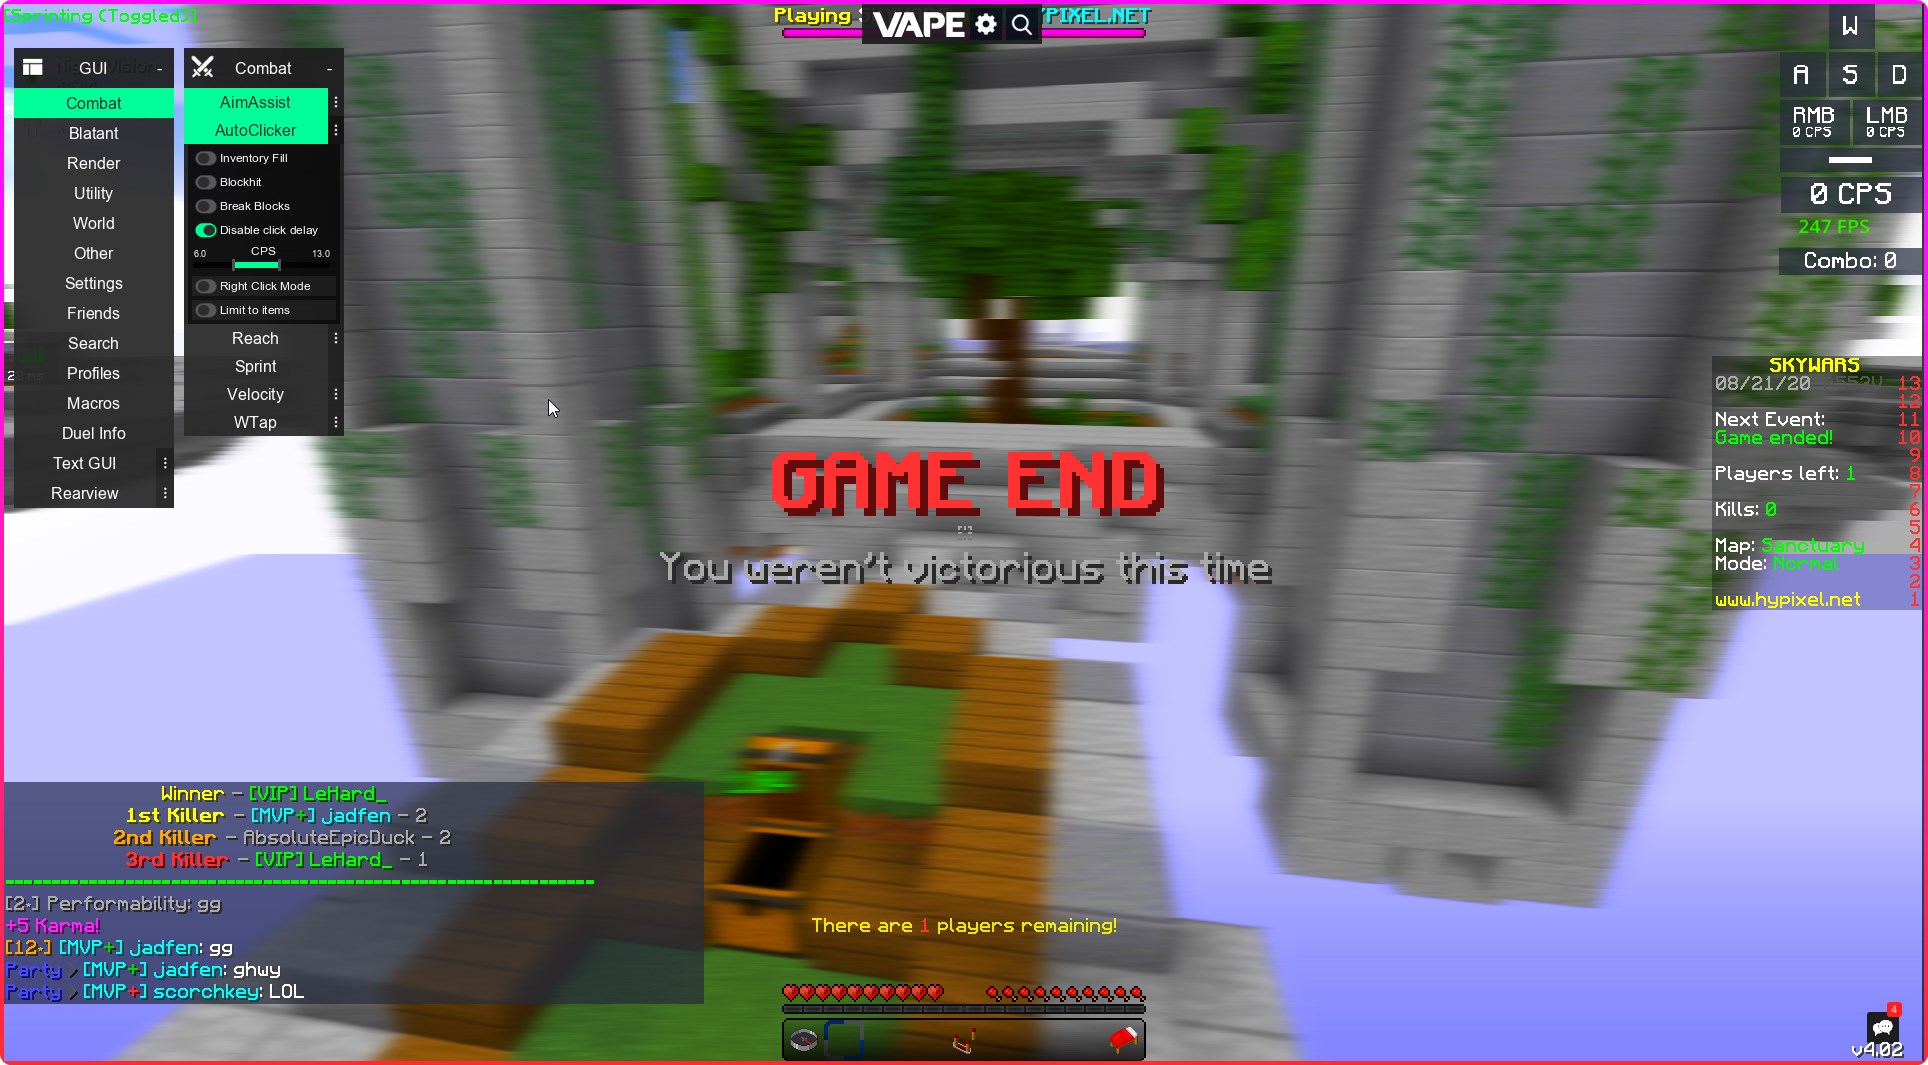 [Sprinting (Toggled)]
Playing
VAPE
YPIXEL.NET
GUI -
Combat
Blatant
Render
Utility
World
Other
Settings
Friends
Search
Profiles
Macros
Duel Info
Text GUI
Rearview
Combat -
AimAssist
AutoClicker
Inventory Fill
Blockhit
Break Blocks
Disable click delay
CPS
6.0 13.0
Right Click Mode
Limit to items
Reach
Sprint
Velocity
WTap
W
A S D
RMB LMB
0 CPS 0 CPS
0 CPS
247 FPS
Combo: 0
SKYWARS
08/21/20 13
12
Next Event: 11
Game ended! 10
9
Players left: 1 8
7
Kills: 0 6
5
Map: Sanctuary 4
Mode: Normal 3
2
www.hypixel.net 1
GAME END
You weren't victorious this time
Winner - [VIP] LeHard_
1st Killer - [MVP+] jadfen - 2
2nd Killer - AbsoluteEpicDuck - 2
3rd Killer - [VIP] LeHard_ - 1
[2☆] Performability: gg
+5 Karma!
[12☆] [MVP+] jadfen: gg
Party > [MVP+] jadfen: ghwy
Party > [MVP+] scorchkey: LOL
There are 1 players remaining!
4
v4.02